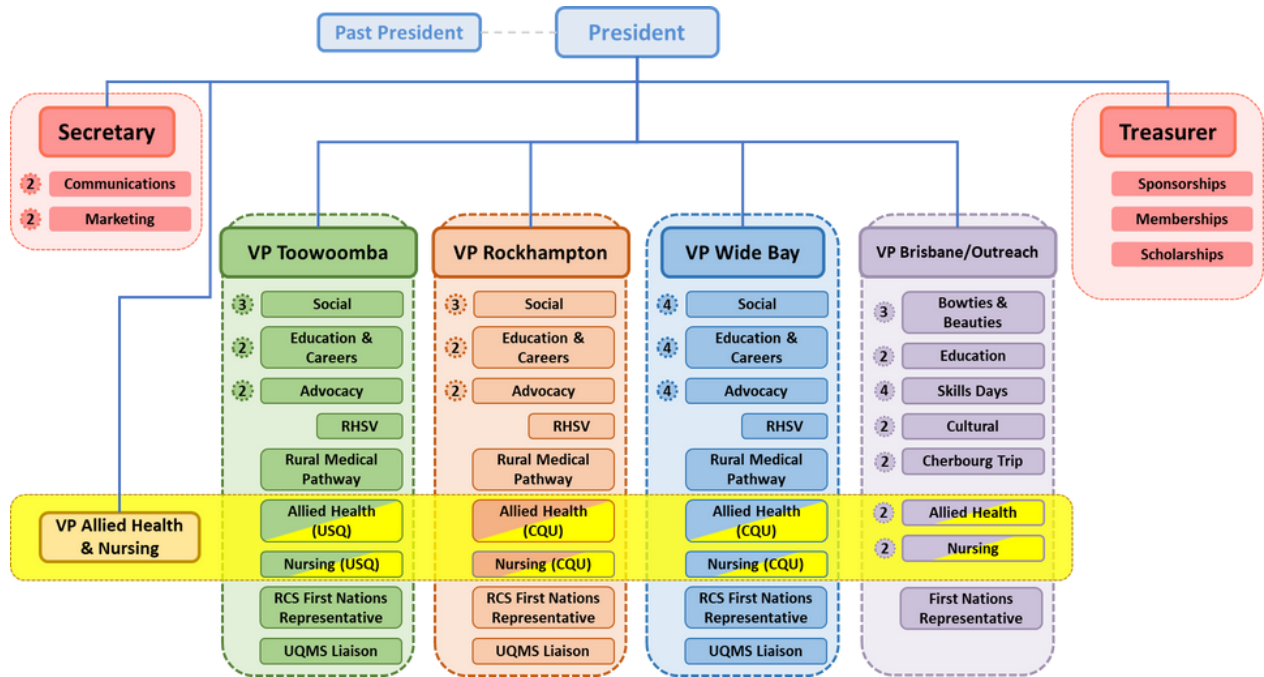 Past President
President
Secretary
2 Communications
2 Marketing
Treasurer
Sponsorships
Memberships
Scholarships
VP Toowoomba
3 Social
2 Education &
Careers
2 Advocacy
RHSV
Rural Medical
Pathway
Allied Health
(USQ)
Nursing (USQ)
RCS First Nations
Representative
UQMS Liaison
VP Rockhampton
3 Social
2 Education &
Careers
2 Advocacy
RHSV
Rural Medical
Pathway
Allied Health
(CQU)
Nursing (CQU)
RCS First Nations
Representative
UQMS Liaison
VP Wide Bay
4 Social
4 Education &
Careers
4 Advocacy
RHSV
Rural Medical
Pathway
Allied Health
(CQU)
Nursing (CQU)
RCS First Nations
Representative
UQMS Liaison
VP Brisbane/Outreach
3 Bowties &
Beauties
2 Education
4 Skills Days
2 Cultural
2 Cherbourg Trip
2 Allied Health
2 Nursing
First Nations
Representative
VP Allied Health
& Nursing